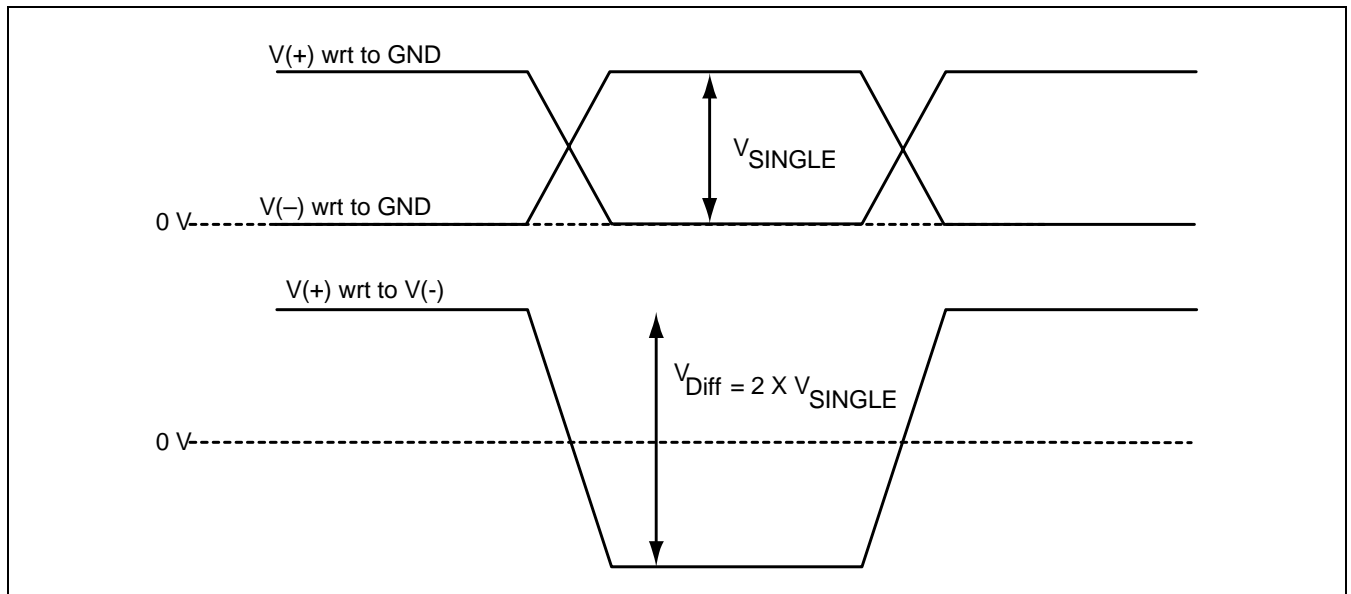 V(+) wrt to GND
VSINGLE
V(–) wrt to GND
0 V
V(+) wrt to V(-)
VDiff = 2 X VSINGLE
0 V